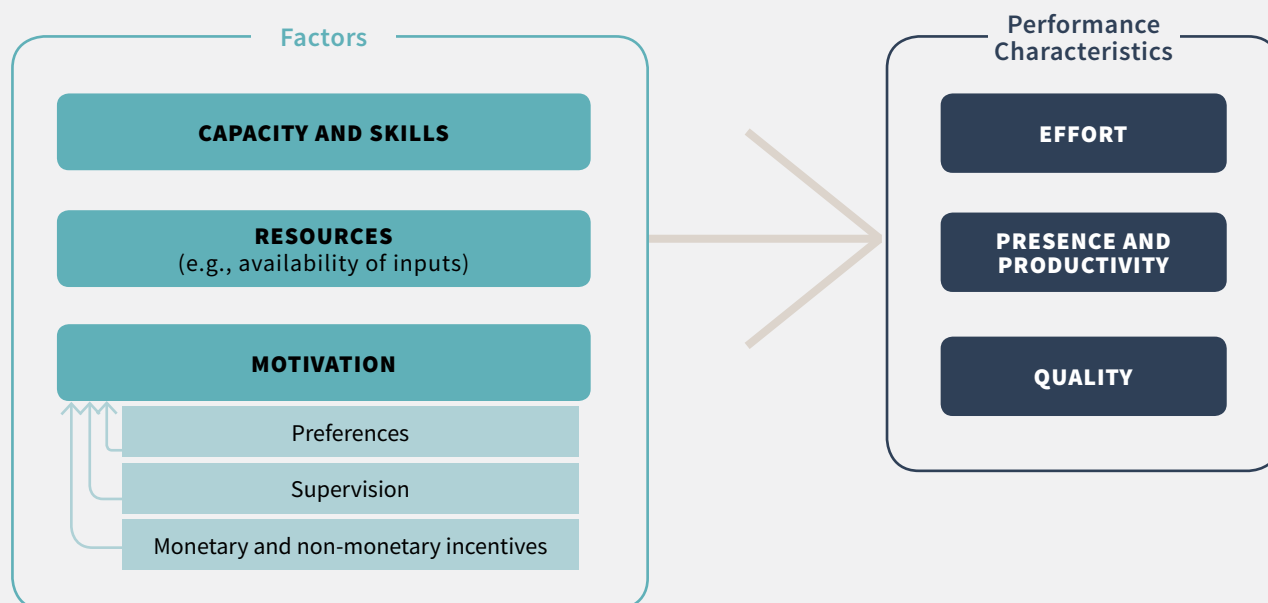 Factors
CAPACITY AND SKILLS
RESOURCES
(e.g., availability of inputs)
MOTIVATION
Preferences
Supervision
Monetary and non-monetary incentives
Performance
Characteristics
EFFORT
PRESENCE AND
PRODUCTIVITY
QUALITY